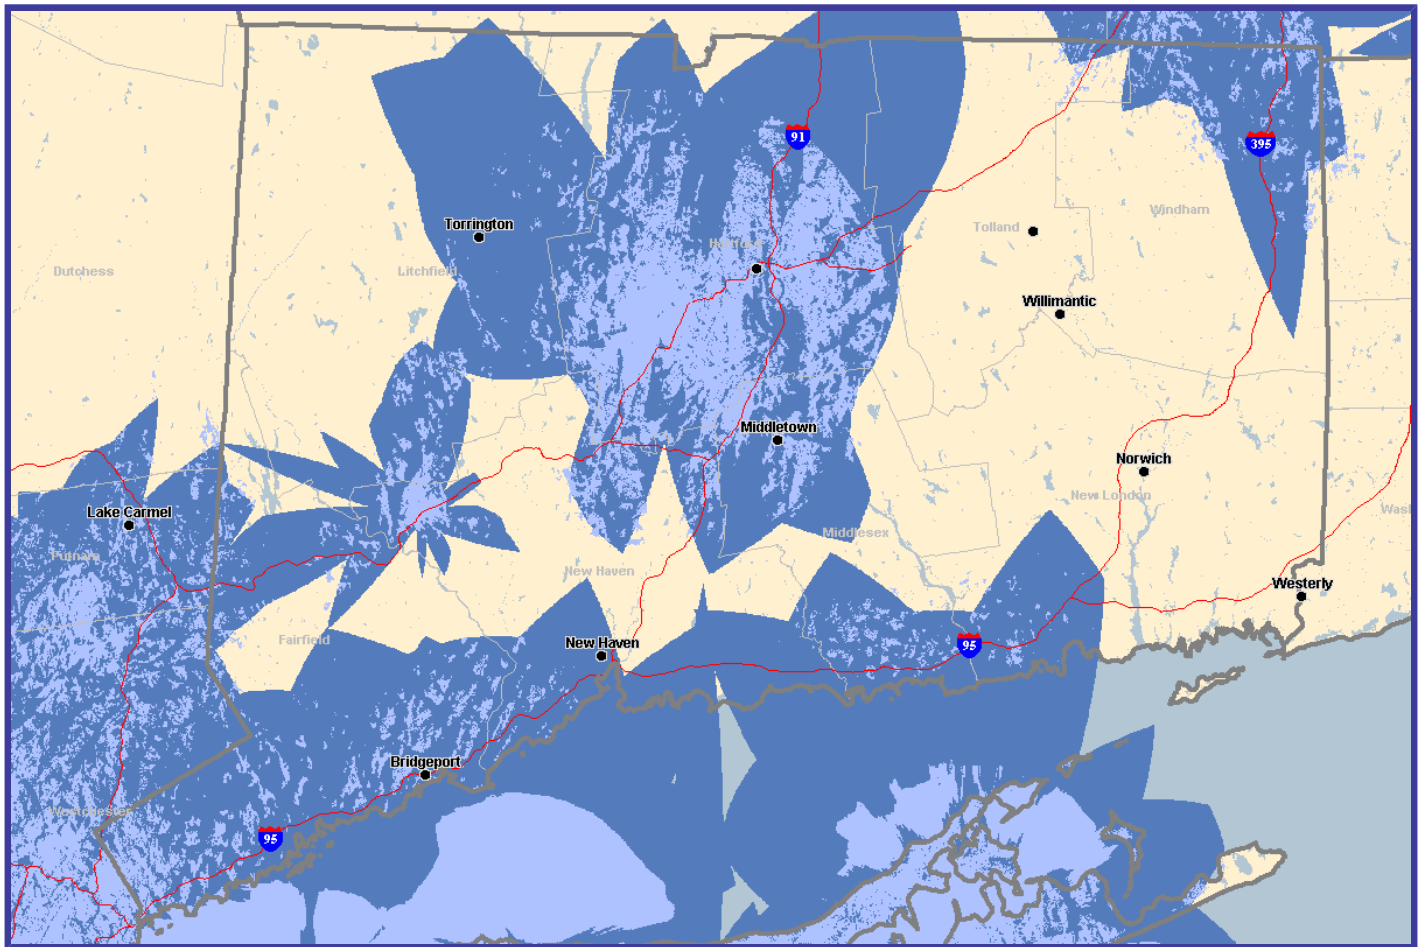 91
395
Torrington
Windham
Tolland
Hartford
Dutchess
Litchfield
Willimantic
Middletown
Norwich
New London
Lake Carmel
Middlesex
Putnam
New Haven
Westerly
Fairfield
New Haven
95
Bridgeport
Westchester
95